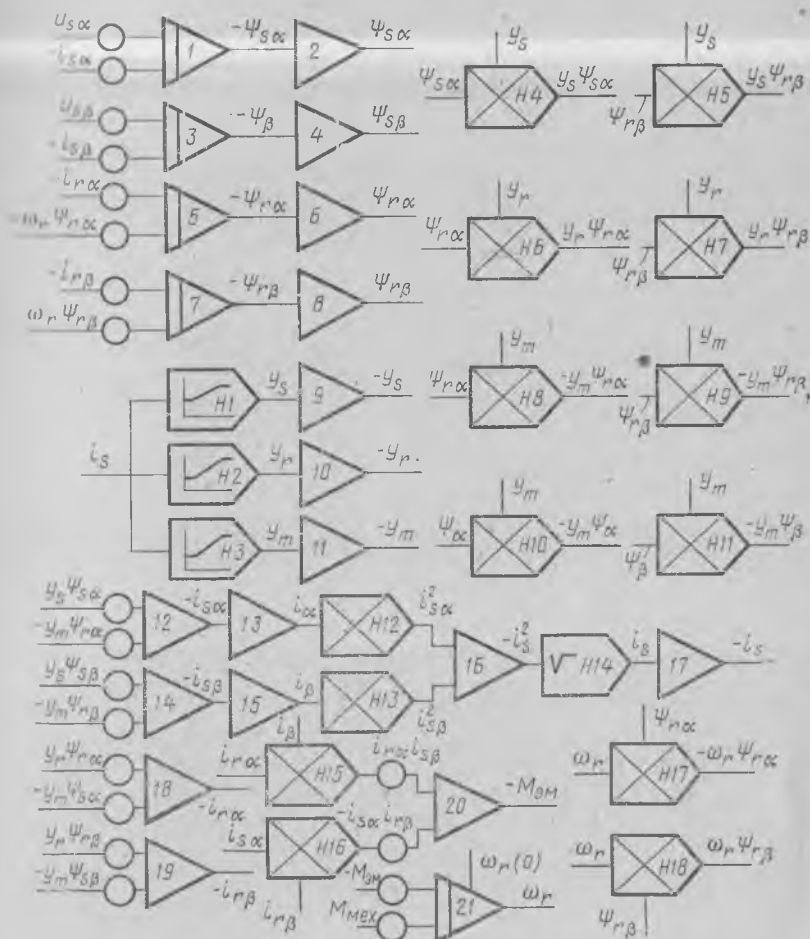 u_sα
-i_sα
1
-Ψ_sα
2
Ψ_sα
u_sβ
-i_sβ
3
-Ψ_β
4
Ψ_sβ
-i_rα
-ω_r Ψ_rα
5
-Ψ_rα
6
Ψ_rα
-i_rβ
ω_r Ψ_rβ
7
-Ψ_rβ
8
Ψ_rβ
i_s
H1
y_s
9
-y_s
H2
y_r
10
-y_r
H3
y_m
11
-y_m
y_s
Ψ_sα
H4
y_s Ψ_sα
y_s
Ψ_rβ
H5
y_s Ψ_rβ
y_r
Ψ_rα
H6
y_r Ψ_rα
y_r
Ψ_rβ
H7
y_r Ψ_rβ
y_m
Ψ_rα
H8
-y_m Ψ_rα
y_m
Ψ_rβ
H9
-y_m Ψ_rβ
y_m
Ψ_α
H10
-y_m Ψ_α
y_m
Ψ_β
H11
-y_m Ψ_β
y_s Ψ_sα
-y_m Ψ_rα
12
-i_sα
13
i_α
H12
i²_sα
y_s Ψ_sβ
-y_m Ψ_rβ
14
-i_sβ
15
i_β
H13
i²_sβ
16
-i²_s
√ H14
i_s
17
-i_s
y_r Ψ_rα
-y_m Ψ_sα
18
-i_rα
y_r Ψ_rβ
-y_m Ψ_sβ
19
-i_rβ
i_β
i_rα
H15
i_rα i_sβ
i_sα
H16
-i_sα i_rβ
i_rβ
20
-M_эм
-M_эм
M_мех
ω_r(0)
21
ω_r
Ψ_rα
ω_r
H17
-ω_r Ψ_rα
ω_r
H18
ω_r Ψ_rβ
Ψ_rβ